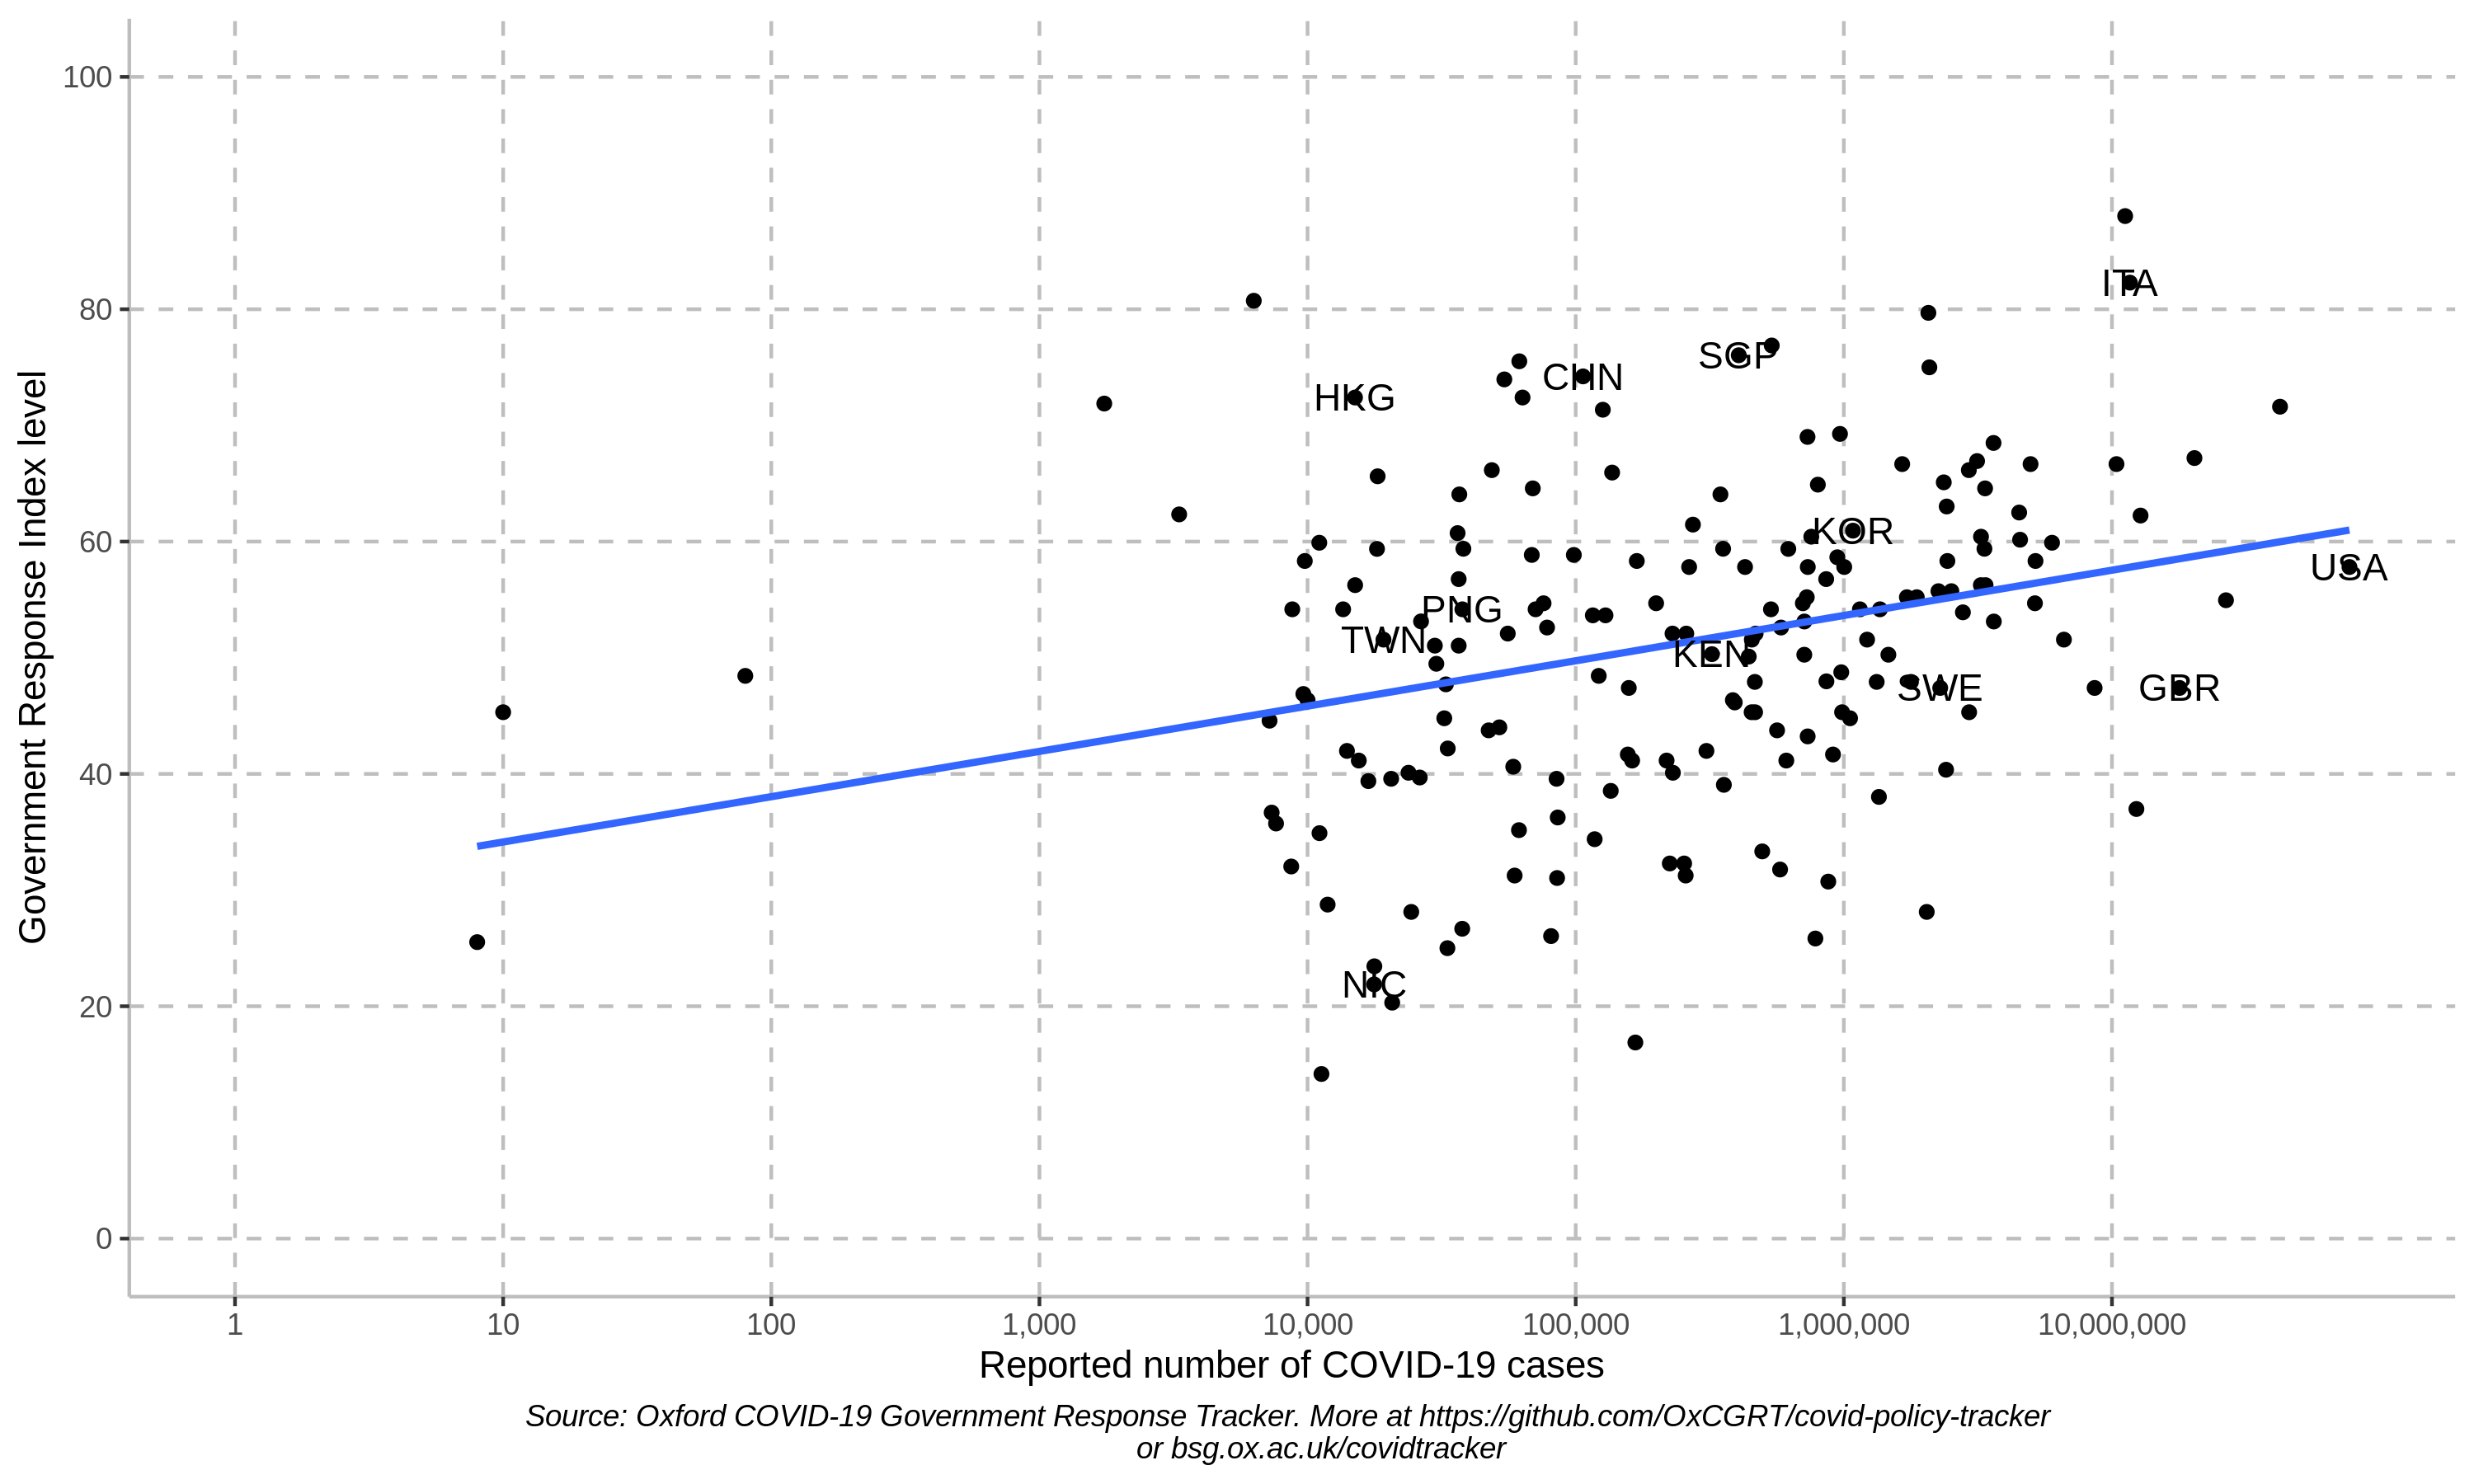 Government Response Index level
100
80
60
40
20
0
ITA
SGP
CHN
HKG
KOR
USA
PNG
TWN
KEN
SWE
GBR
NIC
1
10
100
1,000
10,000
100,000
1,000,000
10,000,000
Reported number of COVID-19 cases
Source: Oxford COVID-19 Government Response Tracker. More at https://github.com/OxCGRT/covid-policy-tracker
or bsg.ox.ac.uk/covidtracker